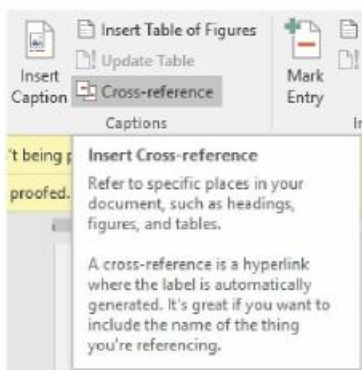 Insert Table of Figures
Update Table
Cross-reference
Insert
Caption
Captions
Mark
Entry
't being p
proofed.
Insert Cross-reference
Refer to specific places in your
document, such as headings,
figures, and tables.
A cross-reference is a hyperlink
where the label is automatically
generated. It's great if you want to
include the name of the thing
you're referencing.